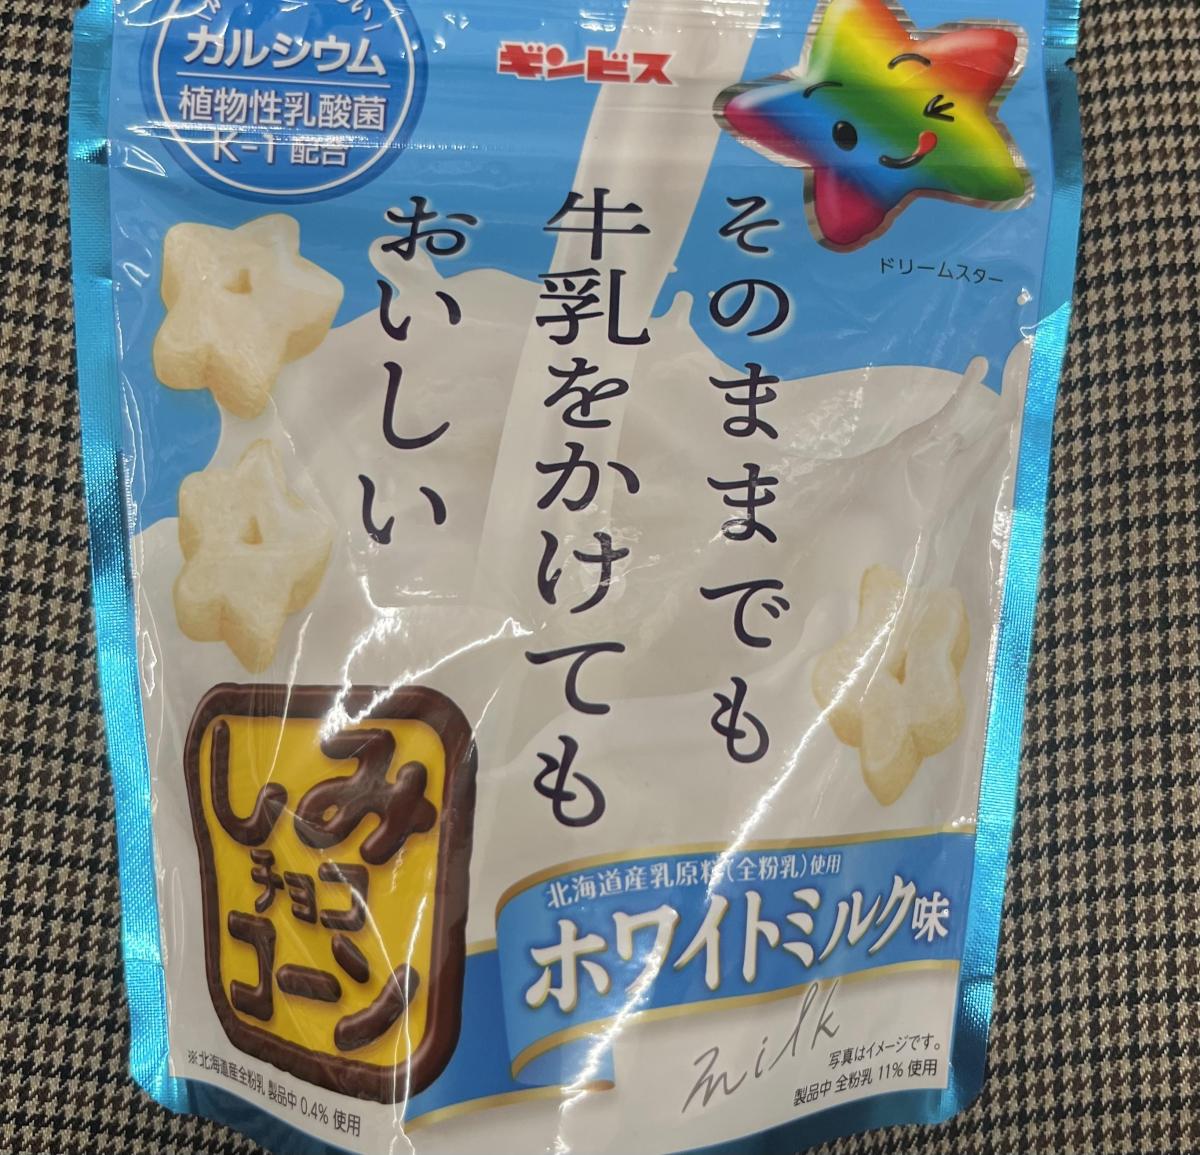 カルシウム
植物性乳酸菌
K-1 配合
ギンビス
ドリームスター
そのままでも
牛乳をかけても
おいしい
しみ
チョコ
コーン
北海道産乳原料(全粉乳)使用
ホワイトミルク味
milk
写真はイメージです。
製品中 全粉乳 11% 使用
※北海道産全粉乳 製品中 0.4% 使用